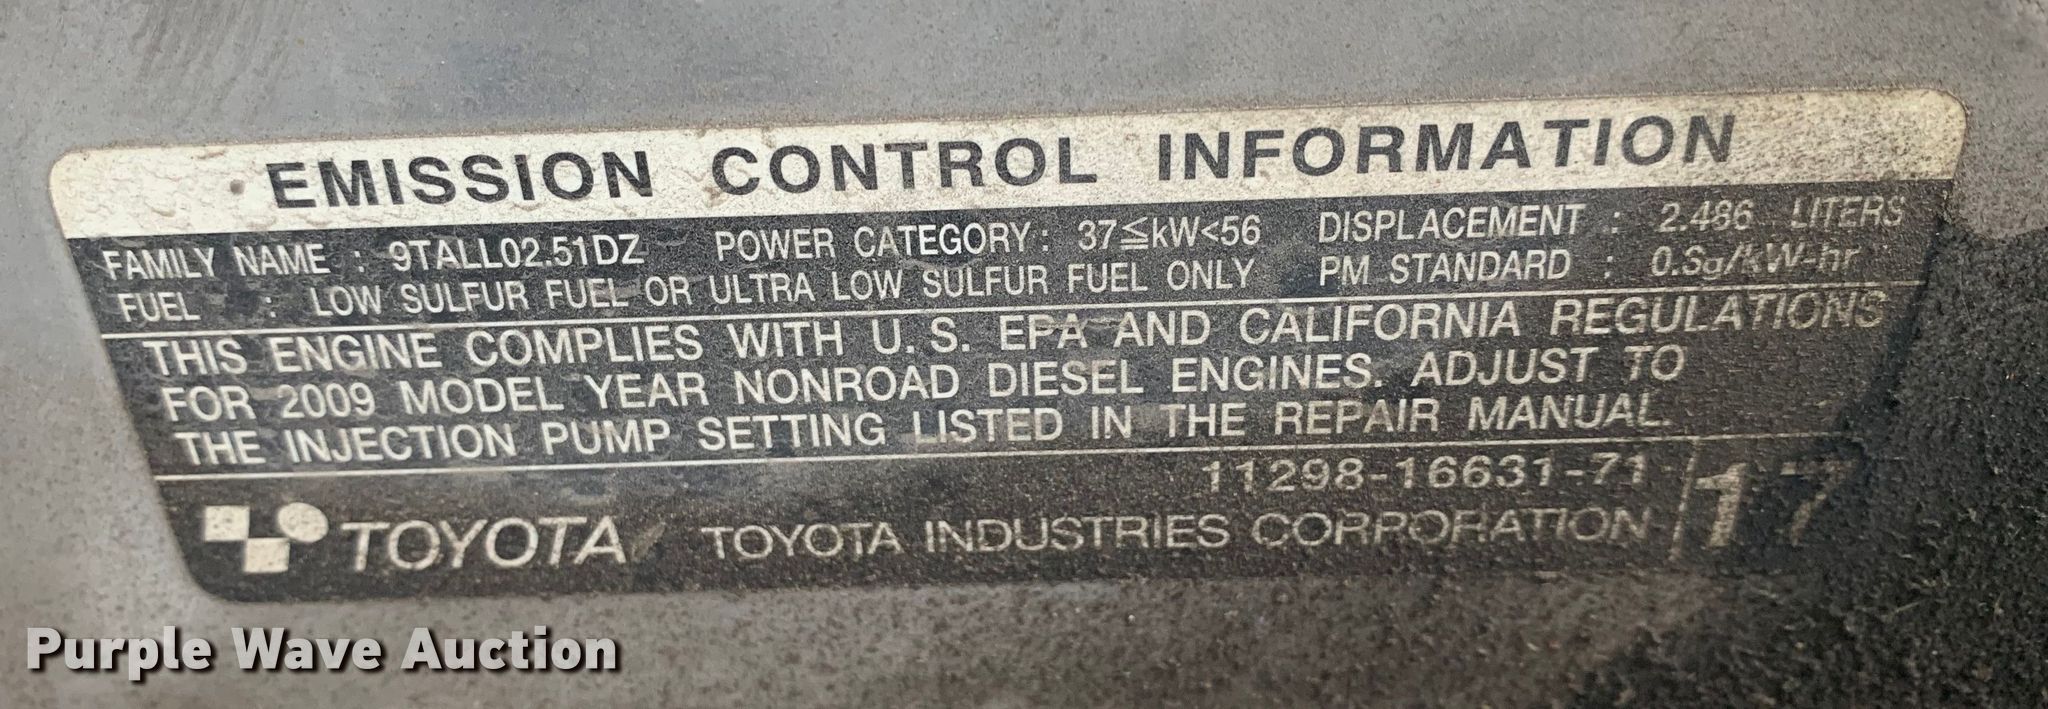 EMISSION CONTROL INFORMATION
FAMILY NAME : 9TALL02.51DZ POWER CATEGORY: 37≦kW<56 DISPLACEMENT : 2.486 LITERS
FUEL : LOW SULFUR FUEL OR ULTRA LOW SULFUR FUEL ONLY PM STANDARD : 0.3g/kW-hr
THIS ENGINE COMPLIES WITH U.S. EPA AND CALIFORNIA REGULATIONS
FOR 2009 MODEL YEAR NONROAD DIESEL ENGINES. ADJUST TO
THE INJECTION PUMP SETTING LISTED IN THE REPAIR MANUAL.
11298-16631-71 17
TOYOTA TOYOTA INDUSTRIES CORPORATION
Purple Wave Auction